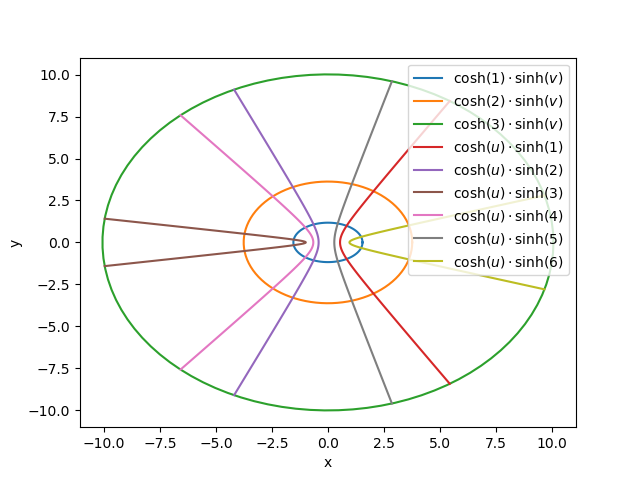 10.0
7.5
5.0
2.5
0.0
−2.5
−5.0
−7.5
−10.0
y
cosh(1) · sinh(v)
cosh(2) · sinh(v)
cosh(3) · sinh(v)
cosh(u) · sinh(1)
cosh(u) · sinh(2)
cosh(u) · sinh(3)
cosh(u) · sinh(4)
cosh(u) · sinh(5)
cosh(u) · sinh(6)
−10.0 −7.5 −5.0 −2.5 0.0 2.5 5.0 7.5 10.0
x